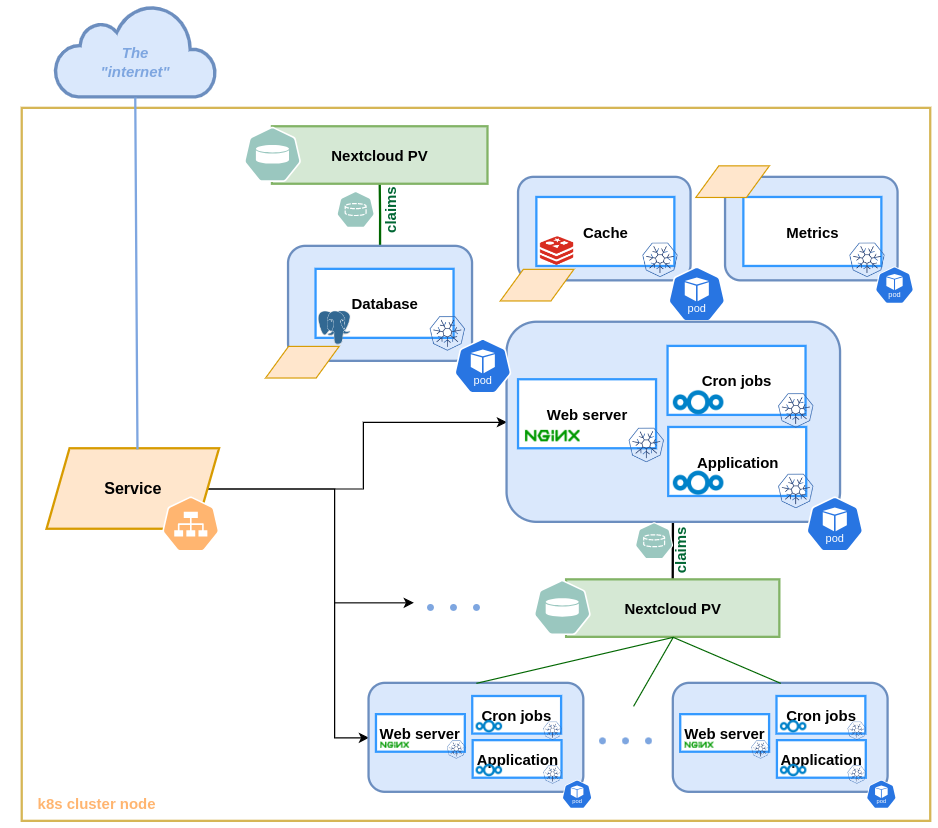 The
"internet"
Nextcloud PV
claims
Cache
Metrics
pod
pod
Database
pod
Cron jobs
Web server
NGINX
Application
pod
Service
claims
Nextcloud PV
Cron jobs
Web server
NGINX
Application
pod
Cron jobs
Web server
NGINX
Application
pod
k8s cluster node